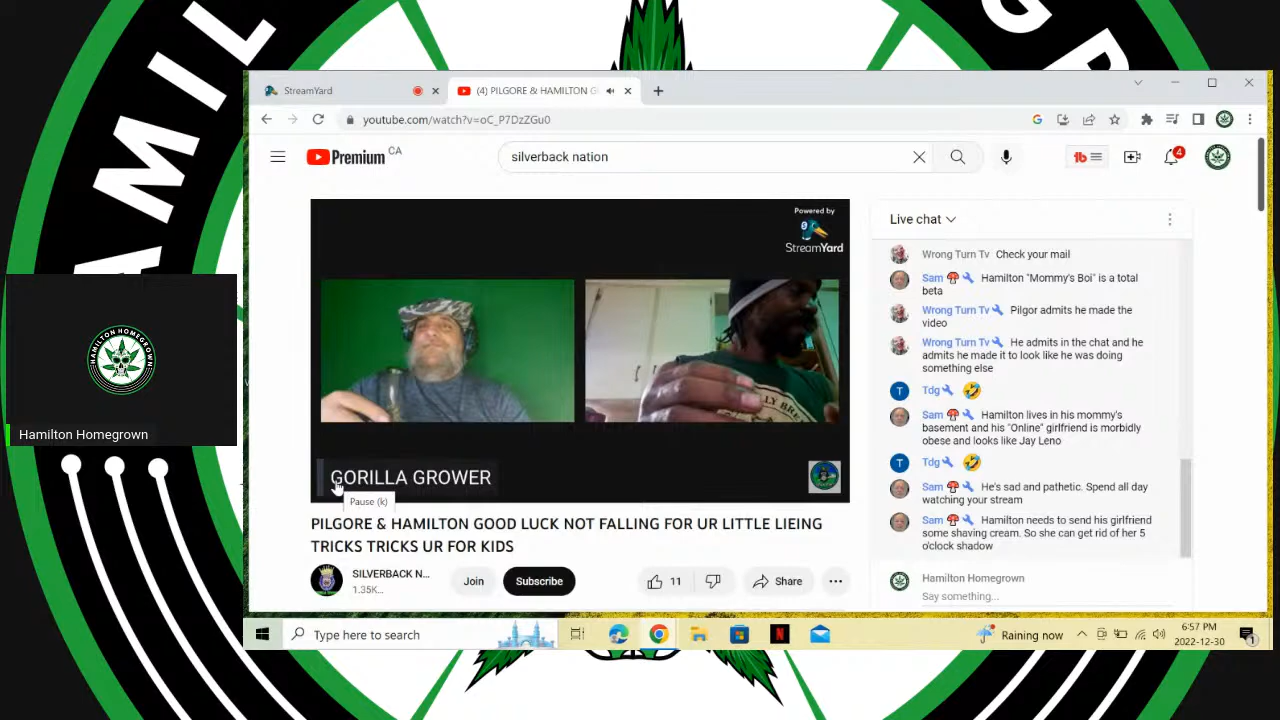 HAMIL
StreamYard
(4) PILGORE & HAMILTON G
youtube.com/watch?v=oC_P7DzZGu0
Premium CA
silverback nation
4
Powered by
StreamYard
GORILLA GROWER
Pause (k)
PILGORE & HAMILTON GOOD LUCK NOT FALLING FOR UR LITTLE LIEING
TRICKS TRICKS UR FOR KIDS
SILVERBACK N...
1.35K...
Join
Subscribe
11
Share
Live chat
Wrong Turn Tv Check your mail
Sam Hamilton "Mommy's Boi" is a total
beta
Wrong Turn Tv Pilgor admits he made the
video
Wrong Turn Tv He admits in the chat and he
admits he made it to look like he was doing
something else
T Tdg
Sam Hamilton lives in his mommy's
basement and his "Online" girlfriend is morbidly
obese and looks like Jay Leno
T Tdg
Sam He's sad and pathetic. Spend all day
watching your stream
Sam Hamilton needs to send his girlfriend
some shaving cream. So she can get rid of her 5
o'clock shadow
Hamilton Homegrown
Say something...
HAMILTON HOMEGROWN
Hamilton Homegrown
Type here to search
Raining now
6:57 PM
2022-12-30
1